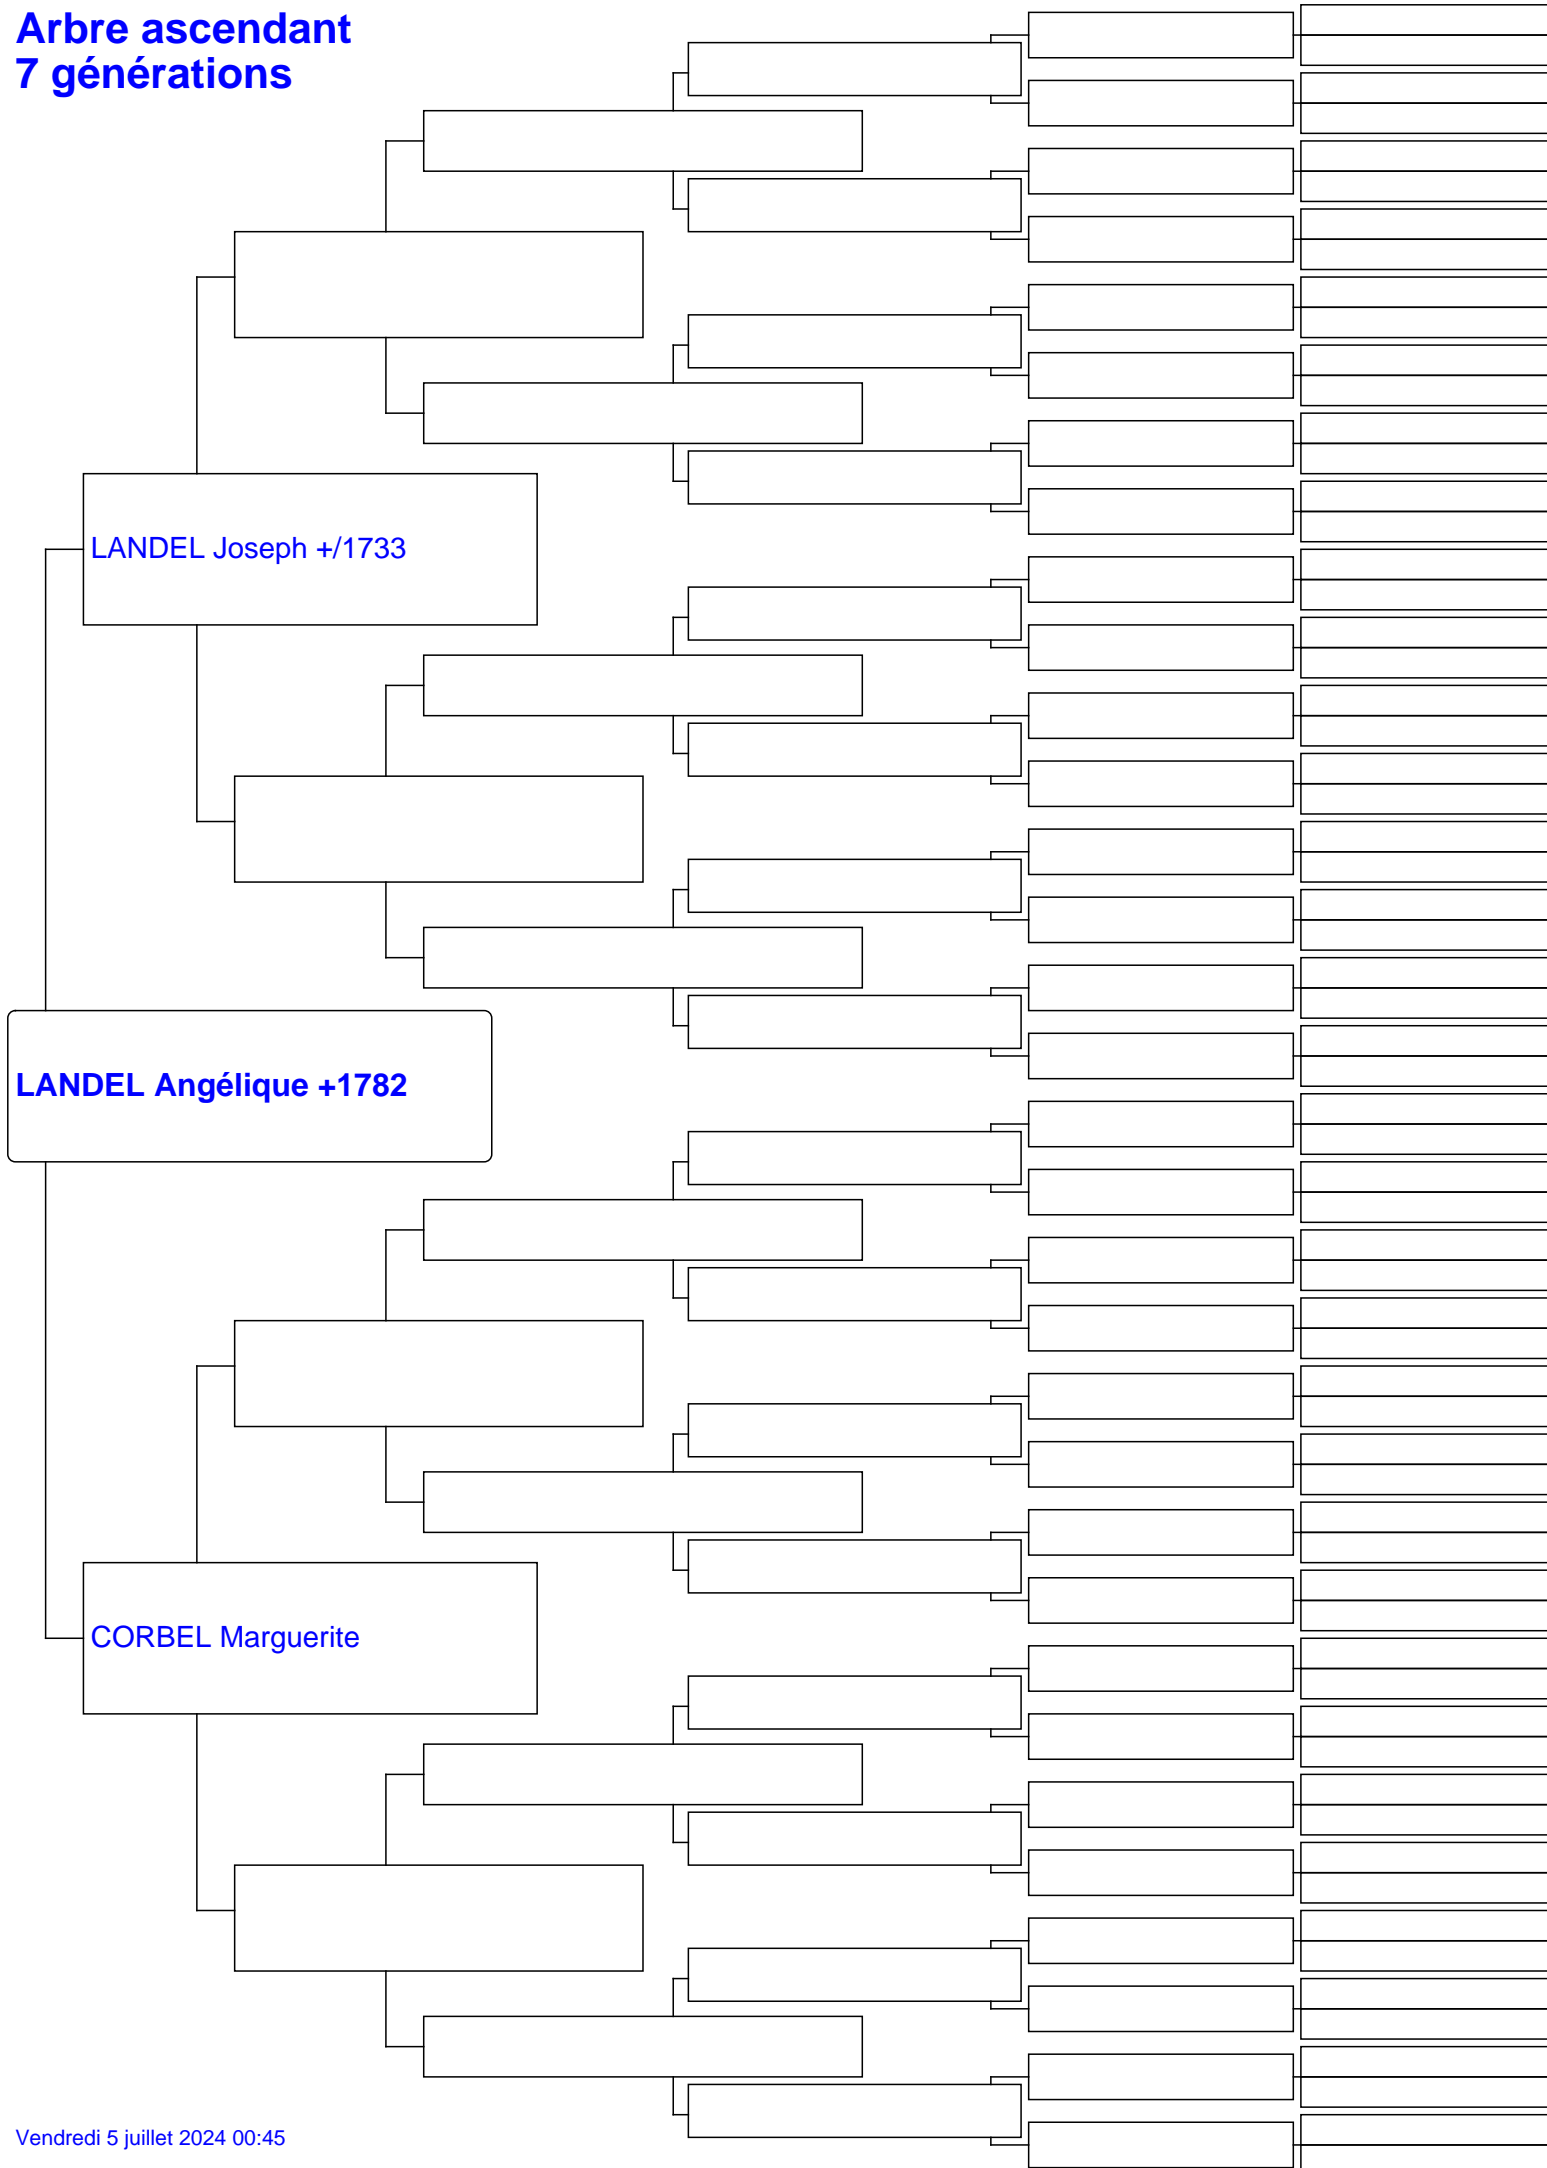 Arbre ascendant
7 générations
LANDEL Joseph +/1733
LANDEL Angélique +1782
CORBEL Marguerite
Vendredi 5 juillet 2024 00:45